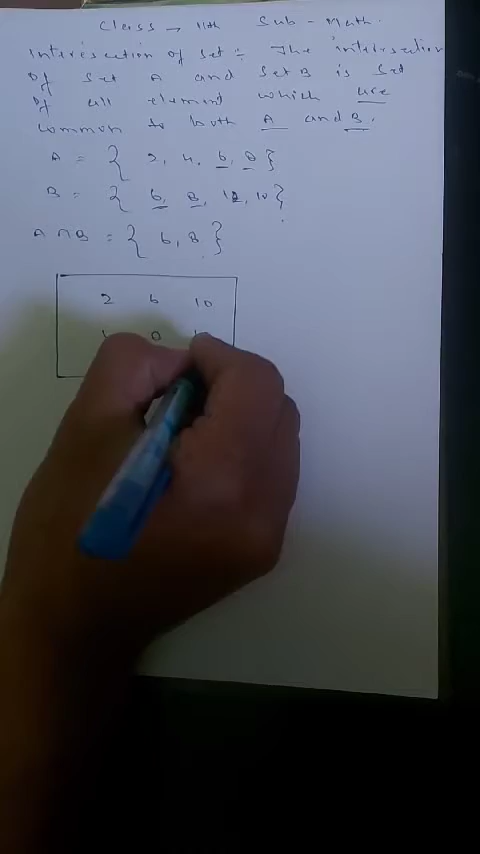 Class → 11th Sub - Math.
Intersection of set :- The intersection
of set A and set B is set
of all element which are
common to both A and B.
A = { 2, 4, 6, 8 }
B = { 6, 8, 12, 10 }
A ∩ B = { 6, 8 }
2 6 10
8